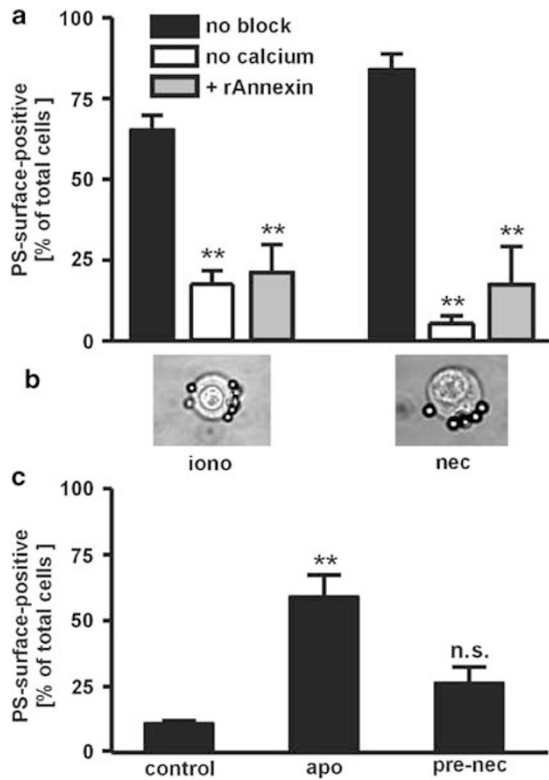 a
100
75
50
25
0
PS-surface-positive
[% of total cells ]
no block
no calcium
+ rAnnexin
**
**
**
**
b
iono
nec
c
100
75
50
25
0
PS-surface-positive
[% of total cells ]
**
n.s.
control
apo
pre-nec